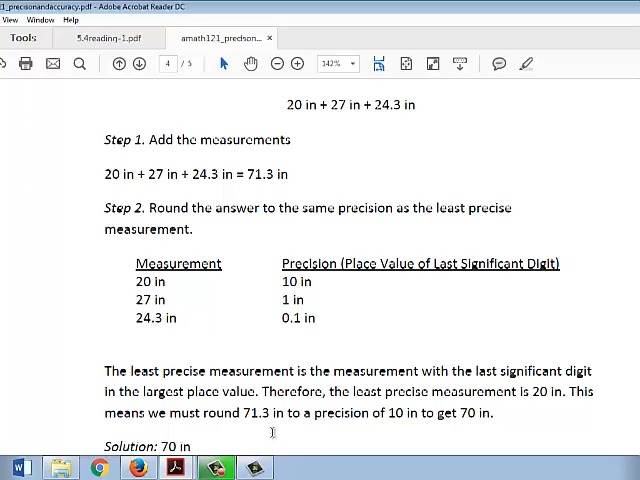 21_precisonandaccuracy.pdf - Adobe Acrobat Reader DC
View Window Help
Tools 5.4reading-1.pdf amath121_precison... ×
4 / 5 142%
20 in + 27 in + 24.3 in
Step 1. Add the measurements
20 in + 27 in + 24.3 in = 71.3 in
Step 2. Round the answer to the same precision as the least precise
measurement.
Measurement Precision (Place Value of Last Significant Digit)
20 in 10 in
27 in 1 in
24.3 in 0.1 in
The least precise measurement is the measurement with the last significant digit
in the largest place value. Therefore, the least precise measurement is 20 in. This
means we must round 71.3 in to a precision of 10 in to get 70 in.
Solution: 70 in